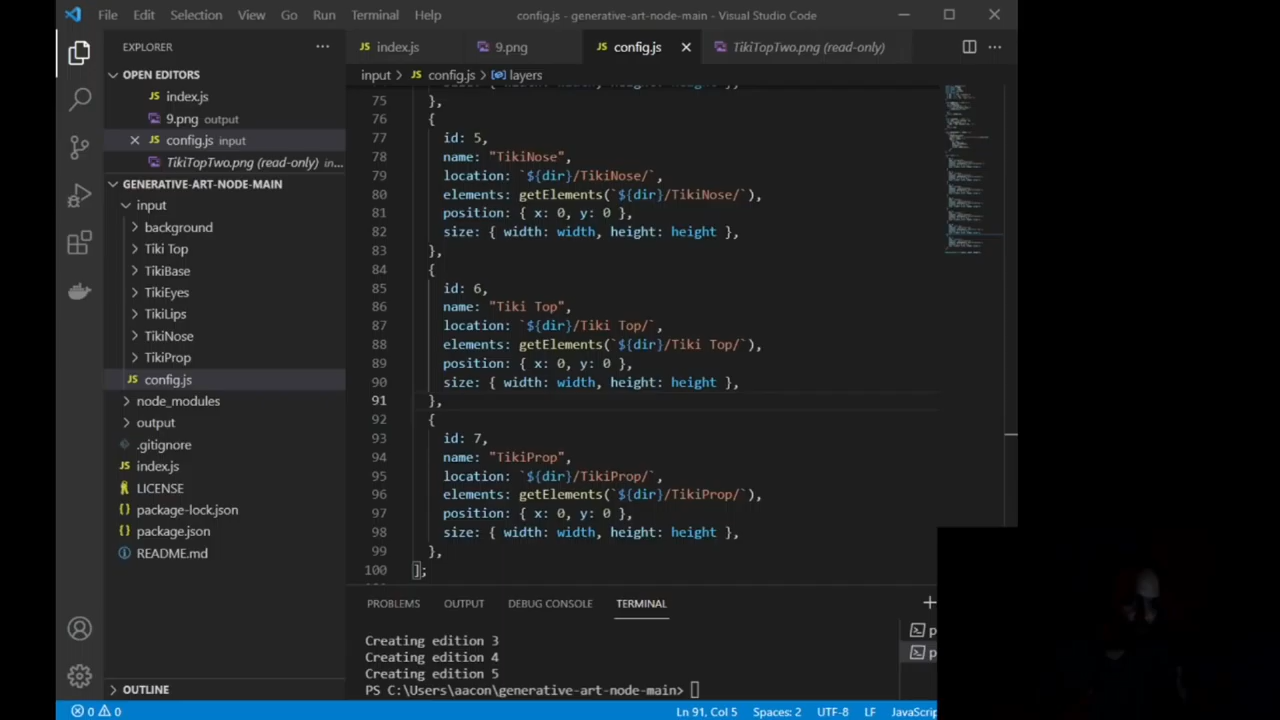 File Edit Selection View Go Run Terminal Help config.js - generative-art-node-main - Visual Studio Code
EXPLORER
OPEN EDITORS
JS index.js
9.png output
JS config.js input
TikiTopTwo.png (read-only) in...
GENERATIVE-ART-NODE-MAIN
input
background
Tiki Top
TikiBase
TikiEyes
TikiLips
TikiNose
TikiProp
JS config.js
node_modules
output
.gitignore
JS index.js
LICENSE
package-lock.json
package.json
README.md
OUTLINE
JS index.js 9.png JS config.js TikiTopTwo.png (read-only)
input > JS config.js > layers
75 },
76 {
77 id: 5,
78 name: "TikiNose",
79 location: `${dir}/TikiNose/`,
80 elements: getElements(`${dir}/TikiNose/`),
81 position: { x: 0, y: 0 },
82 size: { width: width, height: height },
83 },
84 {
85 id: 6,
86 name: "Tiki Top",
87 location: `${dir}/Tiki Top/`,
88 elements: getElements(`${dir}/Tiki Top/`),
89 position: { x: 0, y: 0 },
90 size: { width: width, height: height },
91 },
92 {
93 id: 7,
94 name: "TikiProp",
95 location: `${dir}/TikiProp/`,
96 elements: getElements(`${dir}/TikiProp/`),
97 position: { x: 0, y: 0 },
98 size: { width: width, height: height },
99 },
100 ];
PROBLEMS OUTPUT DEBUG CONSOLE TERMINAL
Creating edition 3
Creating edition 4
Creating edition 5
PS C:\Users\aacon\generative-art-node-main>
p
p
0 0 Ln 91, Col 5 Spaces: 2 UTF-8 LF JavaScrip